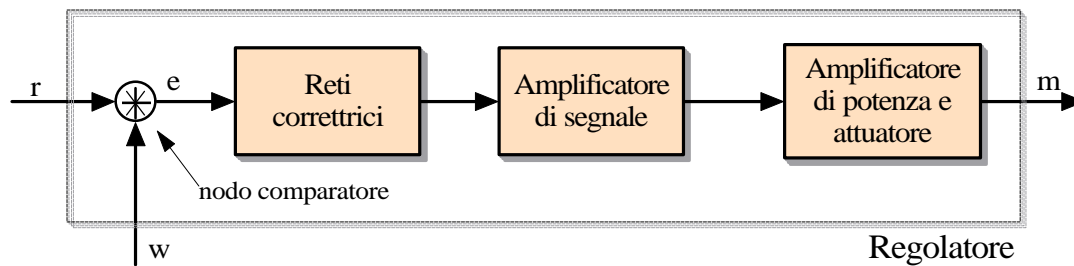 r
e
Reti
correttrici
Amplificatore
di segnale
Amplificatore
di potenza e
attuatore
m
nodo comparatore
w
Regolatore